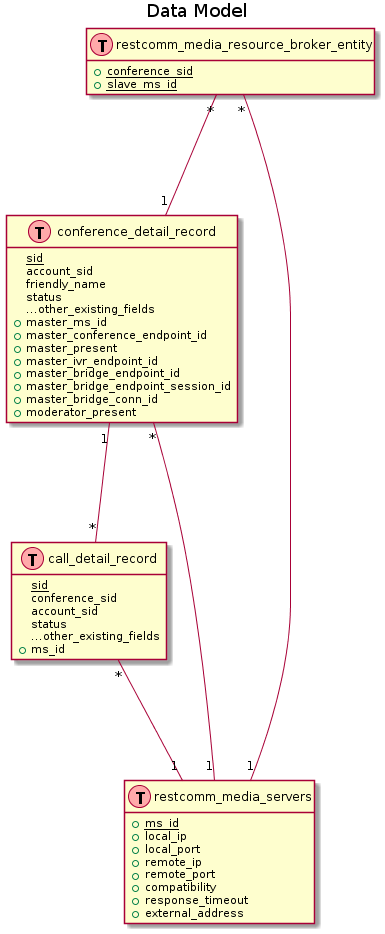 Data Model
T restcomm_media_resource_broker_entity
conference_sid
slave_ms_id
* *
1
T conference_detail_record
sid
account_sid
friendly_name
status
...other_existing_fields
master_ms_id
master_conference_endpoint_id
master_present
master_ivr_endpoint_id
master_bridge_endpoint_id
master_bridge_endpoint_session_id
master_bridge_conn_id
moderator_present
1 *
*
T call_detail_record
sid
conference_sid
account_sid
status
...other_existing_fields
ms_id
*
1 1 1
T restcomm_media_servers
ms_id
local_ip
local_port
remote_ip
remote_port
compatibility
response_timeout
external_address